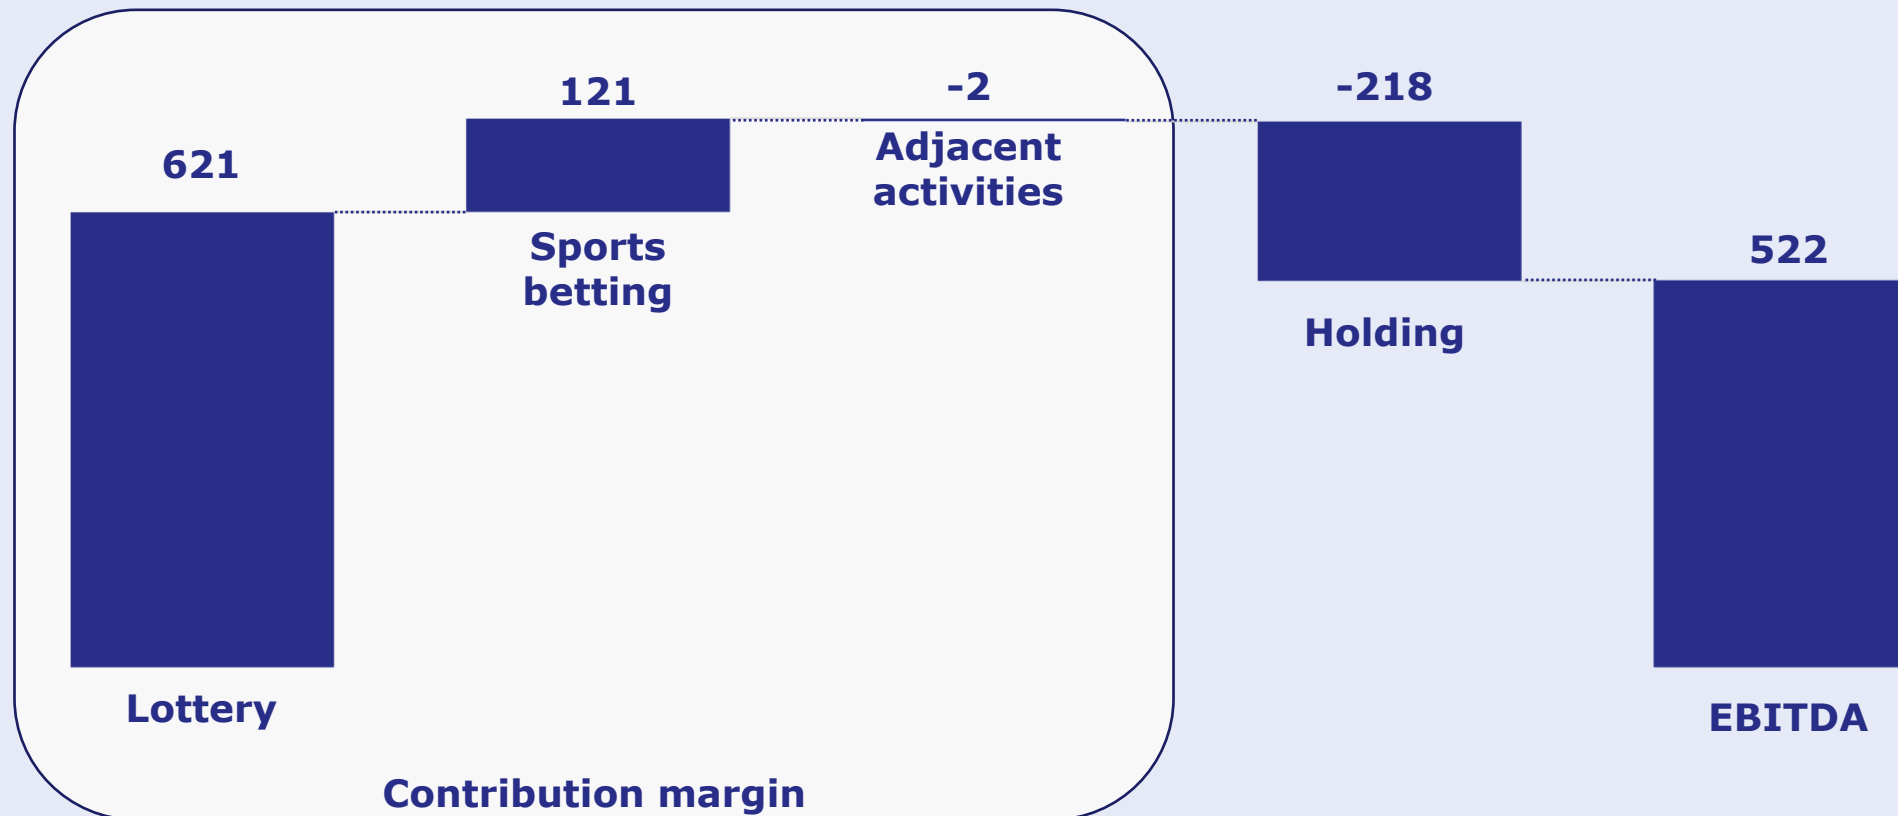 621
Lottery
121
Sports
betting
-2
Adjacent
activities
Contribution margin
-218
Holding
522
EBITDA